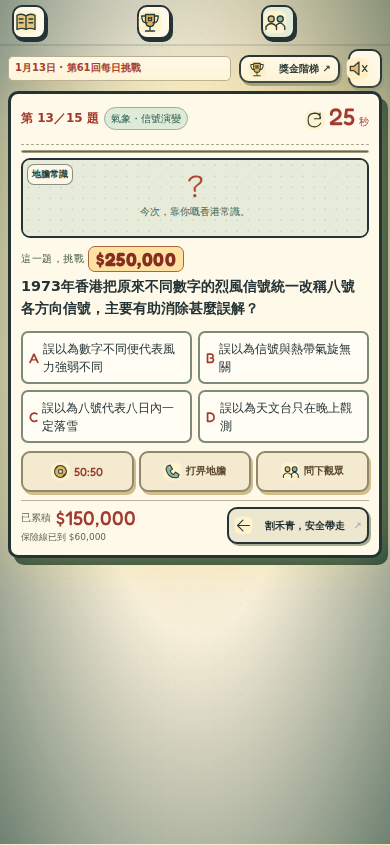 1月13日·第61回每日挑戰
獎金階梯 ↗
第 13／15 題 氣象·信號演變 25 秒
地膽常識
?
今次，靠你嘅香港常識。
這一題，挑戰 $250,000
1973年香港把原來不同數字的烈風信號統一改稱八號
各方向信號，主要有助消除甚麼誤解？
A 誤以為數字不同便代表風
力強弱不同
B 誤以為信號與熱帶氣旋無
關
C 誤以為八號代表八日內一
定落雪
D 誤以為天文台只在晚上觀
測
50:50
打畀地膽
問下觀眾
已累積 $150,000
保險線已到 $60,000
割禾青，安全帶走 ↗